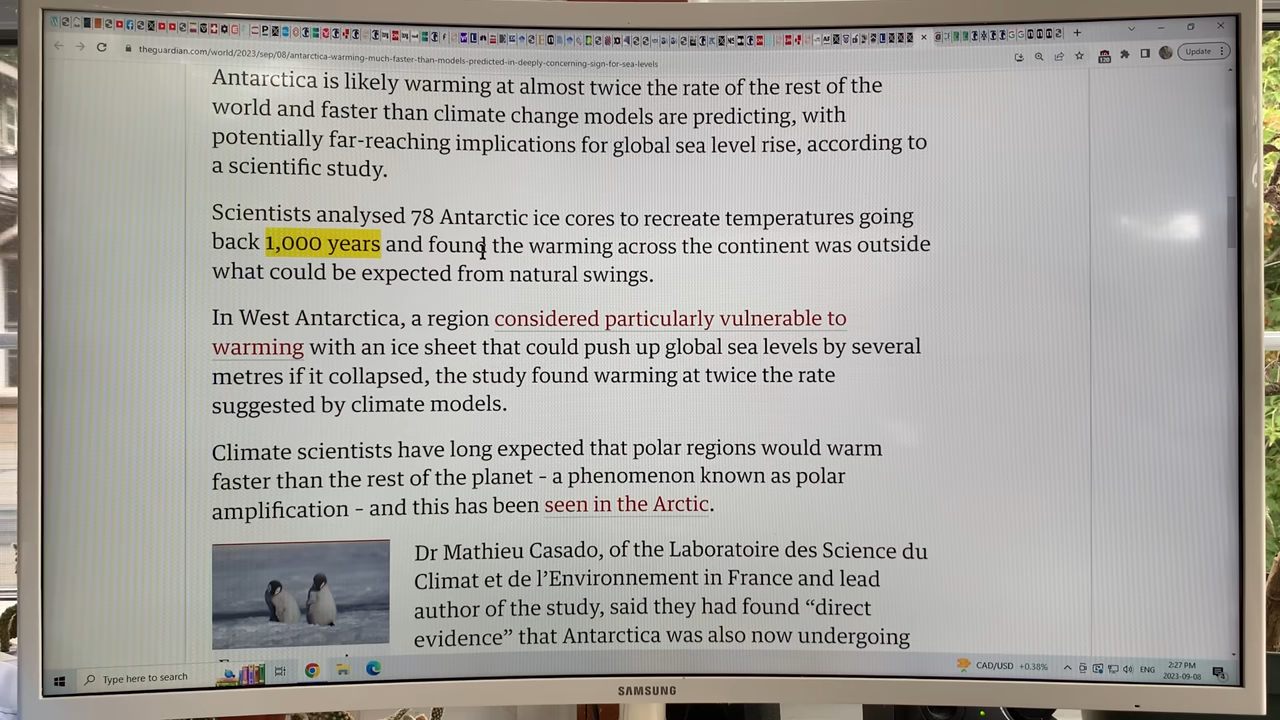 theguardian.com/world/2023/sep/08/antarctica-warming-much-faster-than-models-predicted-in-deeply-concerning-sign-for-sea-levels
Update
Antarctica is likely warming at almost twice the rate of the rest of the
world and faster than climate change models are predicting, with
potentially far-reaching implications for global sea level rise, according to
a scientific study.
Scientists analysed 78 Antarctic ice cores to recreate temperatures going
back 1,000 years and found the warming across the continent was outside
what could be expected from natural swings.
In West Antarctica, a region considered particularly vulnerable to
warming with an ice sheet that could push up global sea levels by several
metres if it collapsed, the study found warming at twice the rate
suggested by climate models.
Climate scientists have long expected that polar regions would warm
faster than the rest of the planet – a phenomenon known as polar
amplification – and this has been seen in the Arctic.
Dr Mathieu Casado, of the Laboratoire des Science du
Climat et de l'Environnement in France and lead
author of the study, said they had found “direct
evidence” that Antarctica was also now undergoing
Type here to search
CAD/USD +0.38%
ENG
2:27 PM
2023-09-08
SAMSUNG